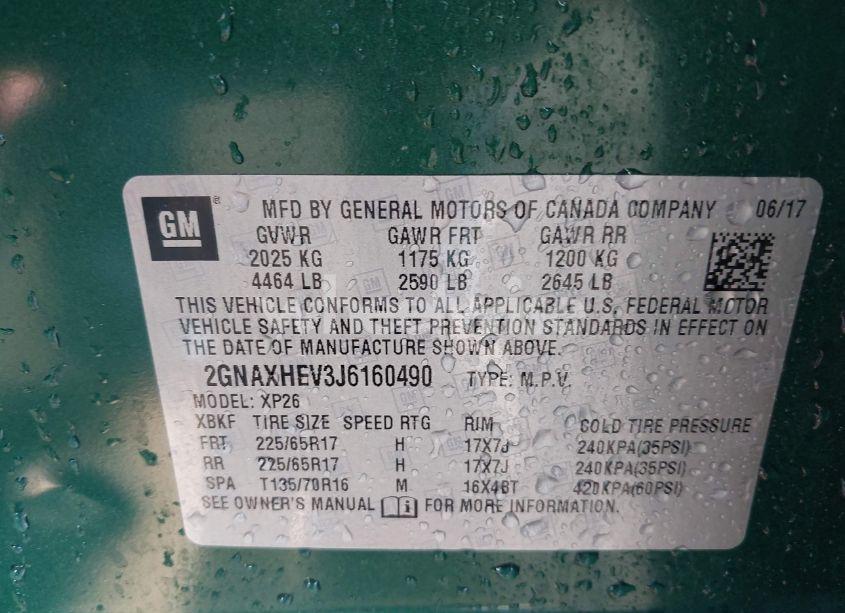 GM ® MFD BY GENERAL MOTORS OF CANADA COMPANY 06/17
GVWR GAWR FRT GAWR RR
2025 KG 1175 KG 1200 KG
4464 LB 2590 LB 2645 LB
THIS VEHICLE CONFORMS TO ALL APPLICABLE U.S. FEDERAL MOTOR
VEHICLE SAFETY AND THEFT PREVENTION STANDARDS IN EFFECT ON
THE DATE OF MANUFACTURE SHOWN ABOVE.
2GNAXHEV3J6160490 TYPE: M.P.V.
MODEL: XP26
XBKF TIRE SIZE SPEED RTG RIM COLD TIRE PRESSURE
FRT 225/65R17 H 17X7J 240KPA(35PSI)
RR 225/65R17 H 17X7J 240KPA(35PSI)
SPA T135/70R16 M 16X4BT 420KPA(60PSI)
SEE OWNER'S MANUAL FOR MORE INFORMATION.